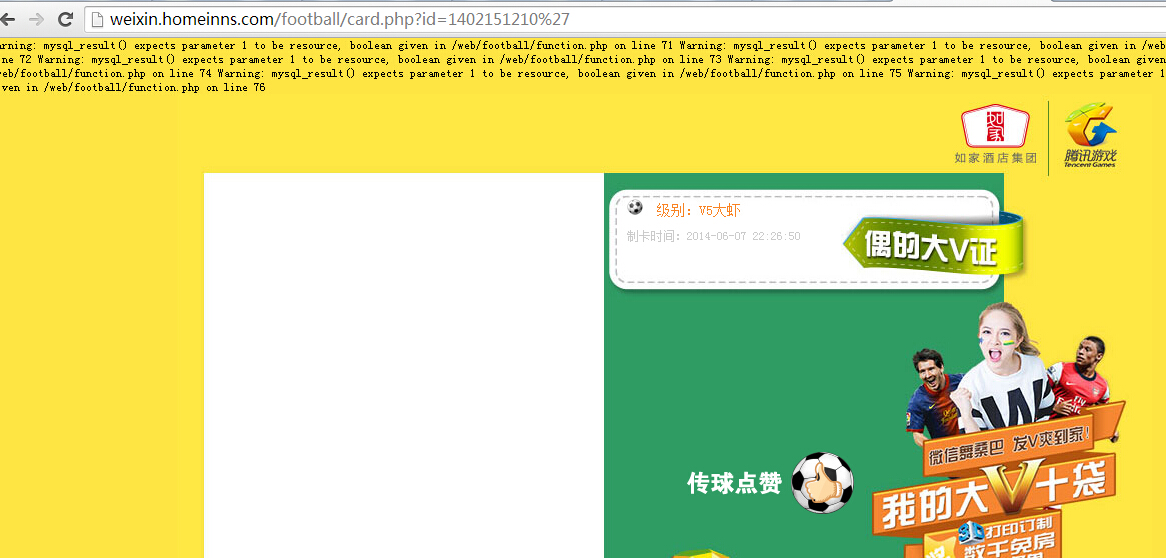 weixin.homeinns.com/football/card.php?id=1402151210%27
arning: mysql_result() expects parameter 1 to be resource, boolean given in /web/football/function.php on line 71 Warning: mysql_result() expects parameter 1 to be resource, boolean given in /web
ne 72 Warning: mysql_result() expects parameter 1 to be resource, boolean given in /web/football/function.php on line 73 Warning: mysql_result() expects parameter 1 to be resource, boolean given
web/football/function.php on line 74 Warning: mysql_result() expects parameter 1 to be resource, boolean given in /web/football/function.php on line 75 Warning: mysql_result() expects parameter 1
ven in /web/football/function.php on line 76
如家
如家酒店集团
腾讯游戏
Tencent Games
级别：V5大虾
制卡时间：2014-06-07 22:26:50
偶的大V证
传球点赞
微信舞桑巴 发V爽到家!
我的大V十袋
3D打印订制
数千免房